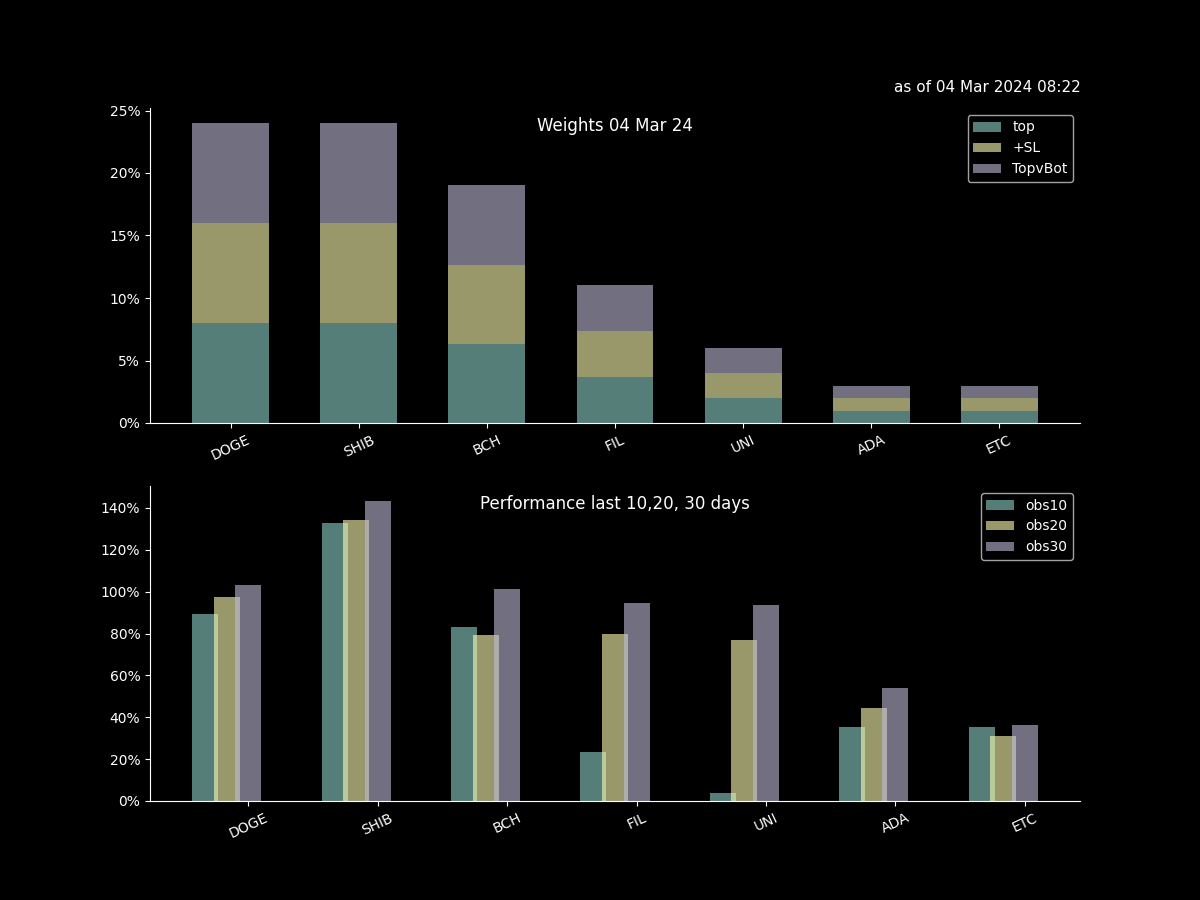 as of 04 Mar 2024 08:22
Weights 04 Mar 24
25%
20%
15%
10%
5%
0%
top
+SL
TopvBot
DOGE SHIB BCH FIL UNI ADA ETC
Performance last 10,20, 30 days
140%
120%
100%
80%
60%
40%
20%
0%
obs10
obs20
obs30
DOGE SHIB BCH FIL UNI ADA ETC